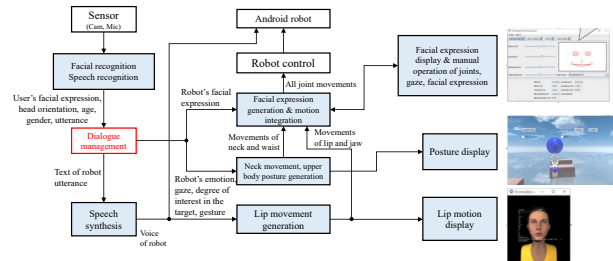 Sensor
(Cam, Mic)
Facial recognition
Speech recognition
User's facial expression,
head orientation, age,
gender, utterance
Dialogue
management
Text of robot
utterance
Speech
synthesis
Voice
of robot
Android robot
Robot control
All joint movements
Robot's facial
expression
Facial expression
generation & motion
integration
Movements of
neck and waist
Movements
of lip and jaw
Neck movement, upper
body posture generation
Robot's emotion,
gaze, degree of
interest in the
target, gesture
Lip movement
generation
Facial expression
display & manual
operation of joints,
gaze, facial expression
Posture display
Lip motion
display